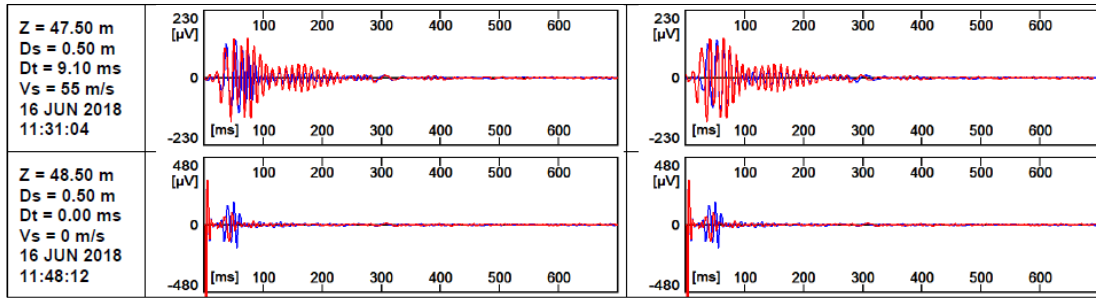 Z = 47.50 m
Ds = 0.50 m
Dt = 9.10 ms
Vs = 55 m/s
16 JUN 2018
11:31:04
230
[µV]
0
-230
100 200 300 400 500 600
[ms] 100 200 300 400 500 600
230
[µV]
0
-230
100 200 300 400 500 600
[ms] 100 200 300 400 500 600
Z = 48.50 m
Ds = 0.50 m
Dt = 0.00 ms
Vs = 0 m/s
16 JUN 2018
11:48:12
480
[µV]
0
-480
100 200 300 400 500 600
[ms] 100 200 300 400 500 600
480
[µV]
0
-480
100 200 300 400 500 600
[ms] 100 200 300 400 500 600